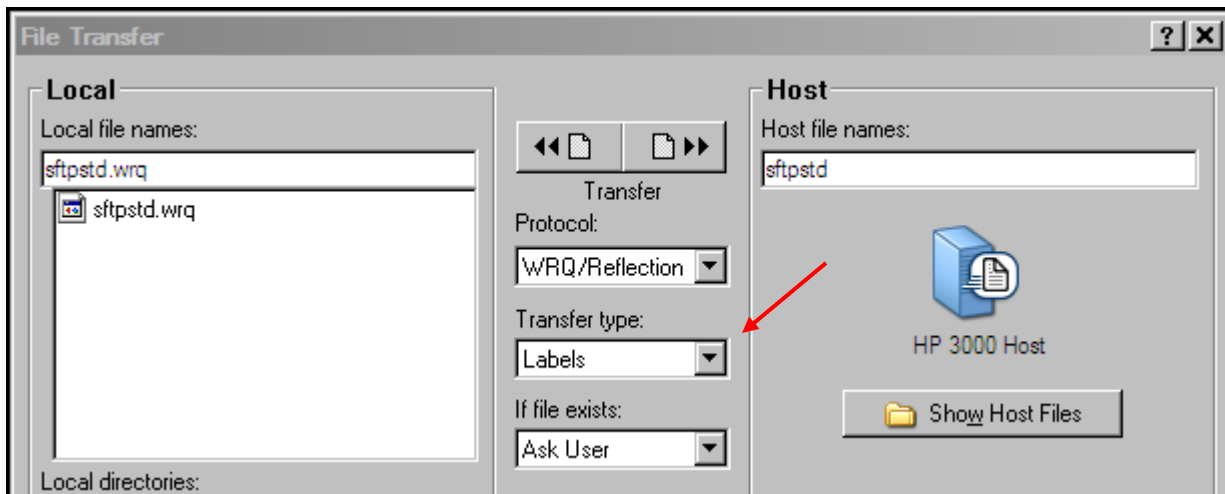 File Transfer
Local
Local file names:
sftpstd.wrq
sftpstd.wrq
Local directories:
Transfer
Protocol:
WRQ/Reflection
Transfer type:
Labels
If file exists:
Ask User
Host
Host file names:
sftpstd
HP 3000 Host
Show Host Files